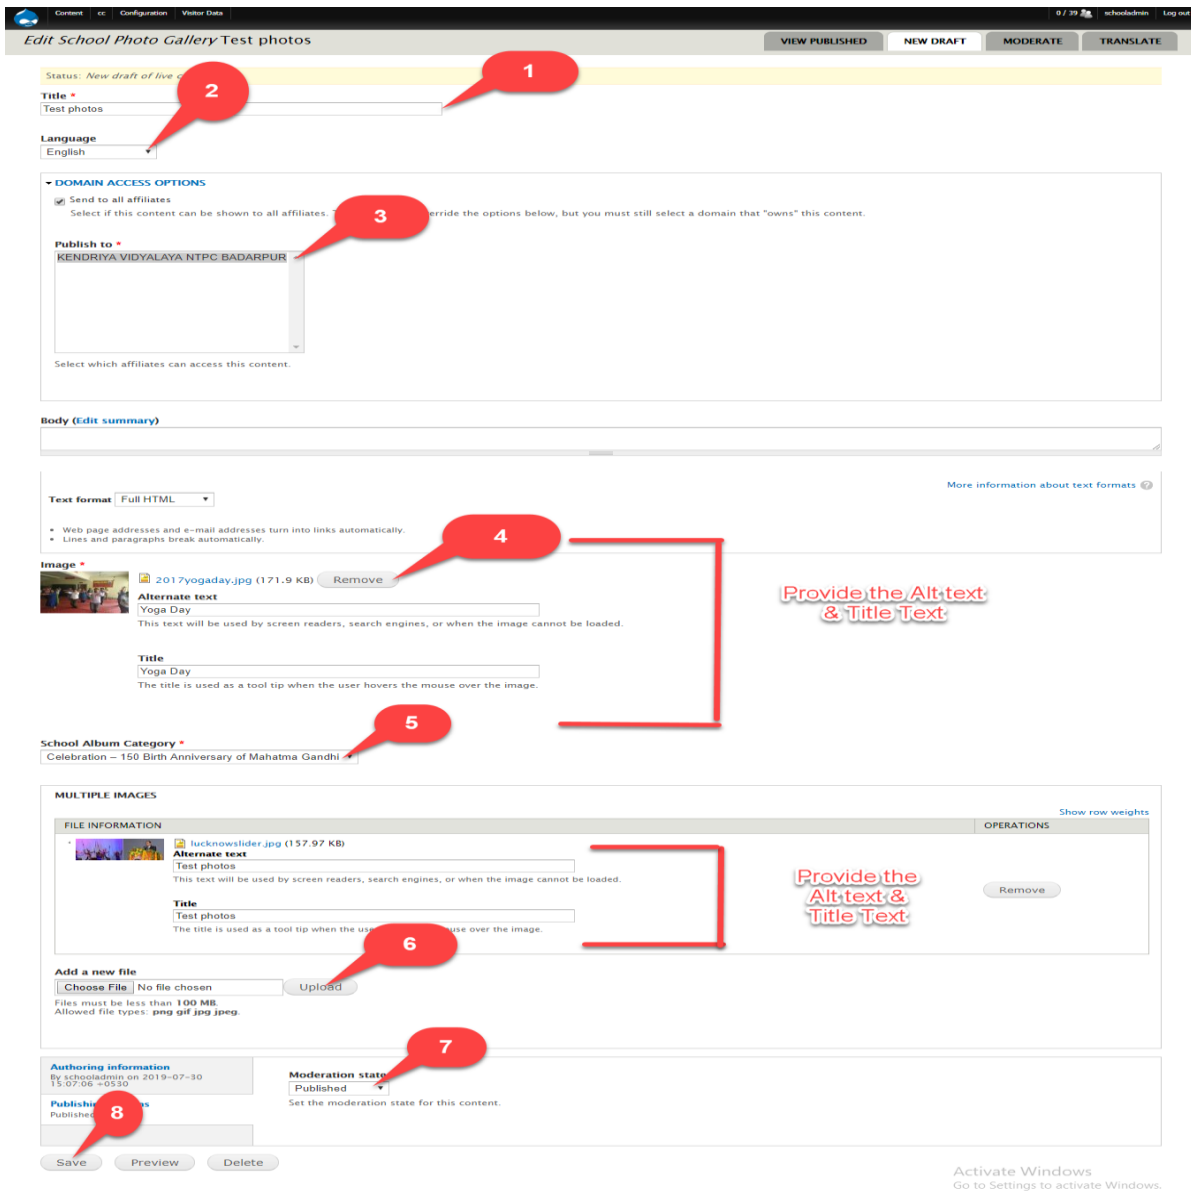 Content cc Configuration Visitor Data 0 / 39 schooladmin Log out
Edit School Photo Gallery Test photos VIEW PUBLISHED NEW DRAFT MODERATE TRANSLATE
1
Status: New draft of live
2
Title *
Test photos
Language
English
DOMAIN ACCESS OPTIONS
Send to all affiliates
Select if this content can be shown to all affiliates. erride the options below, but you must still select a domain that "owns" this content.
3
Publish to *
KENDRIYA VIDYALAYA NTPC BADARPUR
Select which affiliates can access this content.
Body (Edit summary)
More information about text formats
Text format Full HTML
Web page addresses and e-mail addresses turn into links automatically.
Lines and paragraphs break automatically.
4
Image *
2017yogaday.jpg (171.9 KB) Remove
Alternate text
Yoga Day
This text will be used by screen readers, search engines, or when the image cannot be loaded.
Provide the Alt text
& Title Text
Title
Yoga Day
The title is used as a tool tip when the user hovers the mouse over the image.
5
School Album Category *
Celebration – 150 Birth Anniversary of Mahatma Gandhi
MULTIPLE IMAGES
Show row weights
FILE INFORMATION OPERATIONS
lucknowslider.jpg (157.97 KB)
Alternate text
Test photos
This text will be used by screen readers, search engines, or when the image cannot be loaded.
Provide the
Alt text &
Title Text
Remove
Title
Test photos
The title is used as a tool tip when the use over the image.
6
Add a new file
Choose File No file chosen Upload
Files must be less than 100 MB.
Allowed file types: png gif jpg jpeg.
7
Authoring information
By schooladmin on 2019-07-30
15:07:06 +0530
Moderation state
Published
Set the moderation state for this content.
Published
8
Save Preview Delete
Activate Windows
Go to Settings to activate Windows.